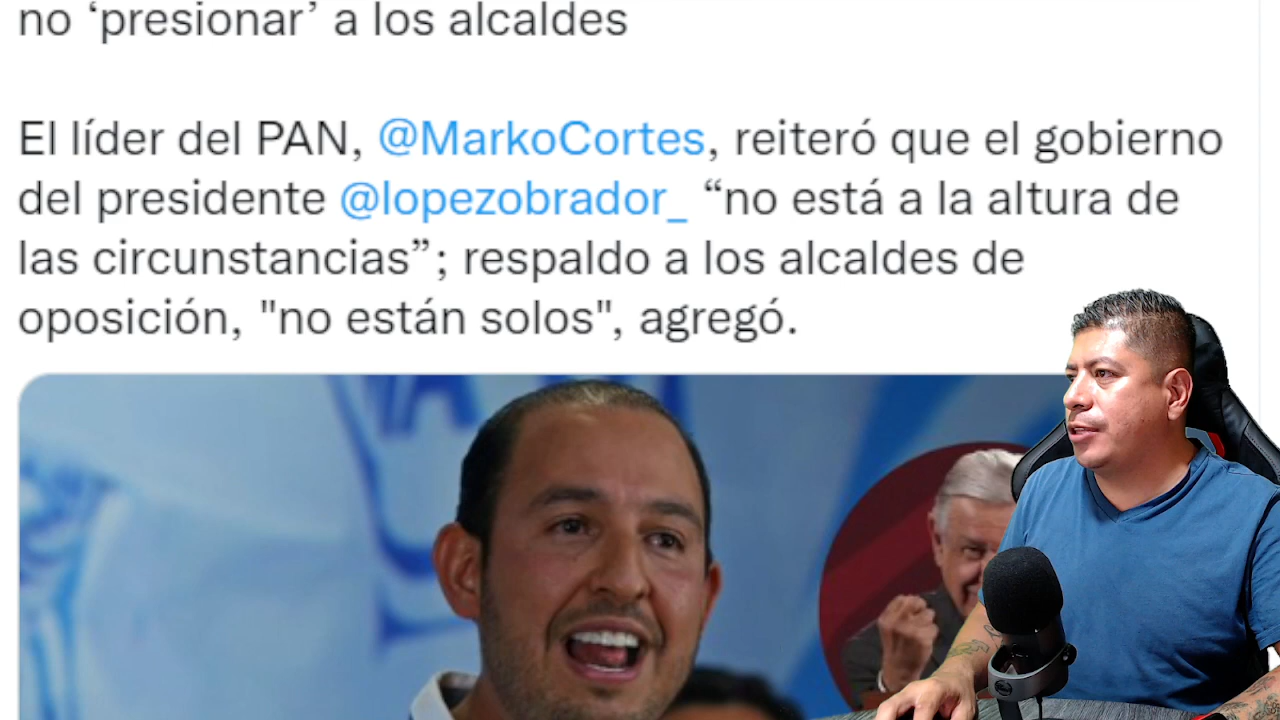 no ‘presionar’ a los alcaldes
El líder del PAN, @MarkoCortes, reiteró que el gobierno
del presidente @lopezobrador_ “no está a la altura de
las circunstancias”; respaldo a los alcaldes de
oposición, "no están solos", agregó.